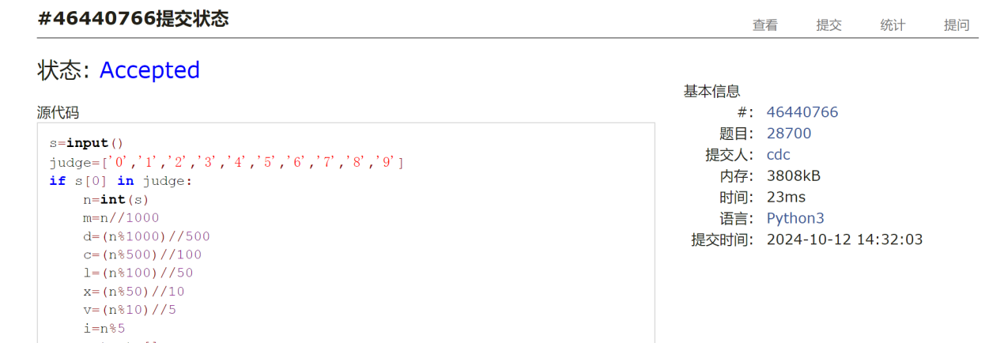 #46440766提交状态
查看 提交 统计 提问
状态: Accepted
源代码
s=input()
judge=['0','1','2','3','4','5','6','7','8','9']
if s[0] in judge:
    n=int(s)
    m=n//1000
    d=(n%1000)//500
    c=(n%500)//100
    l=(n%100)//50
    x=(n%50)//10
    v=(n%10)//5
    i=n%5
基本信息
#: 46440766
题目: 28700
提交人: cdc
内存: 3808kB
时间: 23ms
语言: Python3
提交时间: 2024-10-12 14:32:03